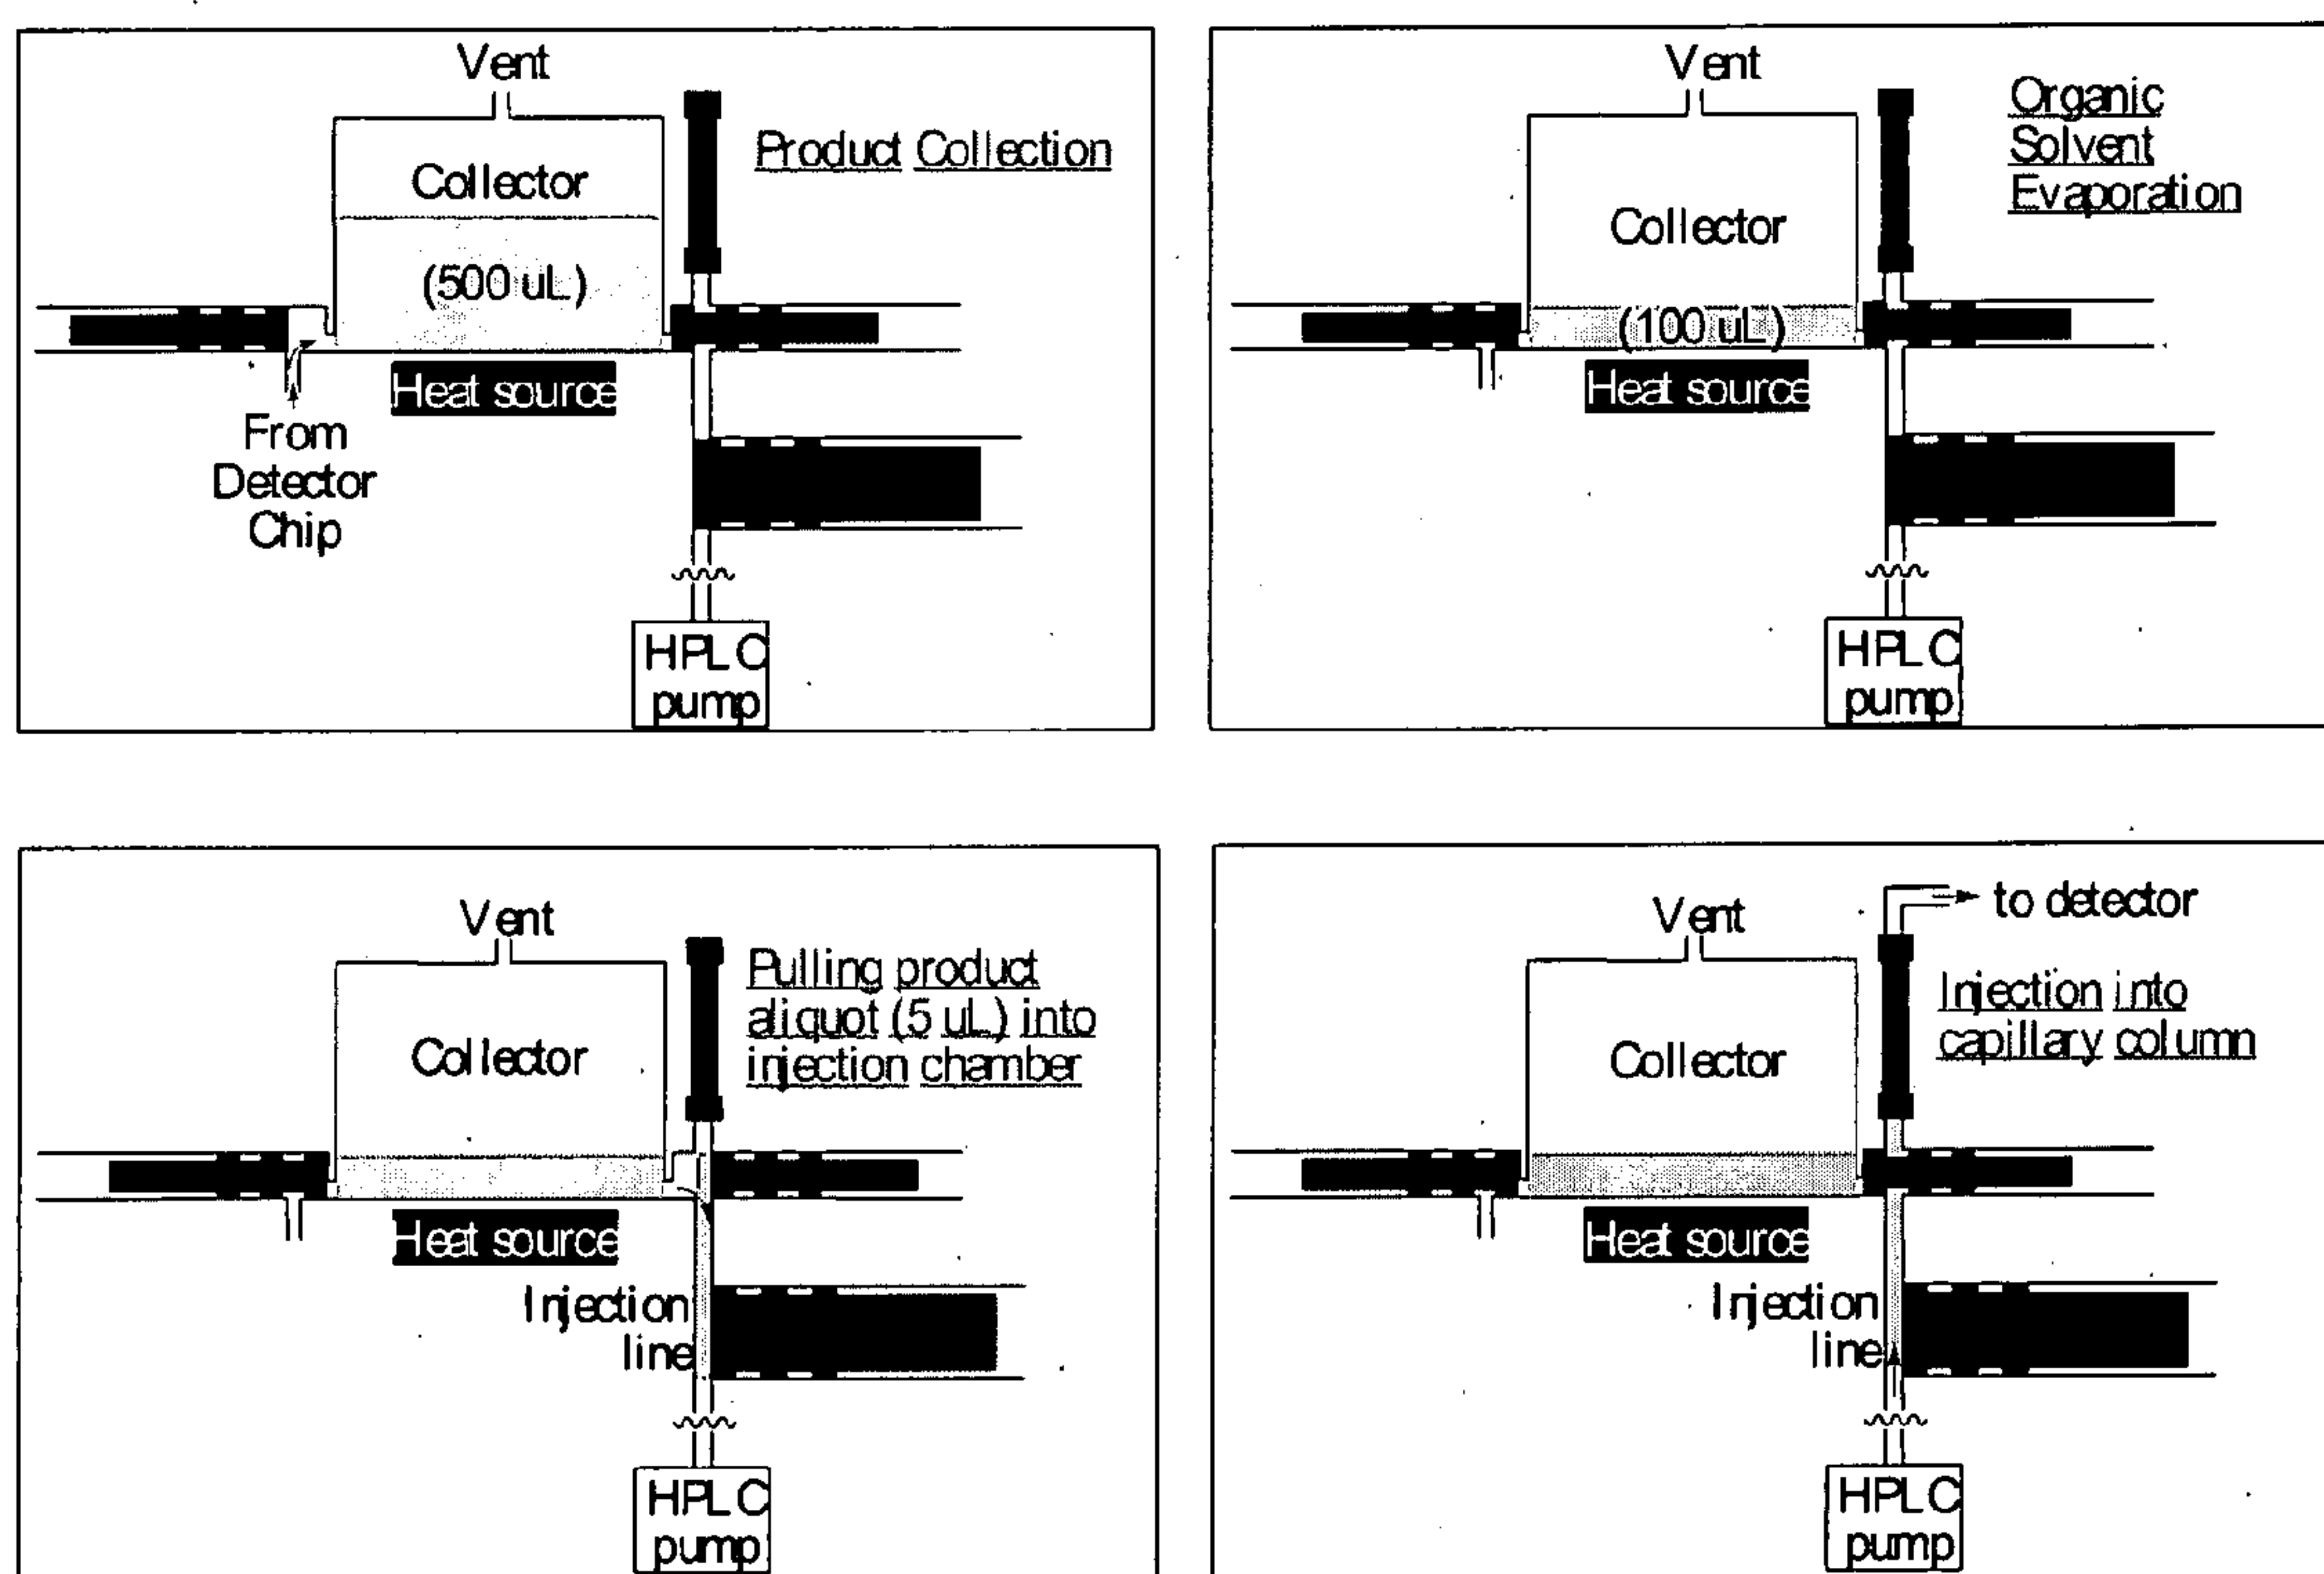 Vent
Collector
(500 uL)
Product Collection
Heat source
From
Detector
Chip
HPLC
pump
Vent
Collector
(100 uL)
Organic
Solvent
Evaporation
Heat source
HPLC
pump
Vent
Collector
Pulling product
aliquot (5 uL) into
injection chamber
Heat source
Injection
line
HPLC
pump
Vent
Collector
to detector
Injection into
capillary column
Heat source
Injection
line
HPLC
pump